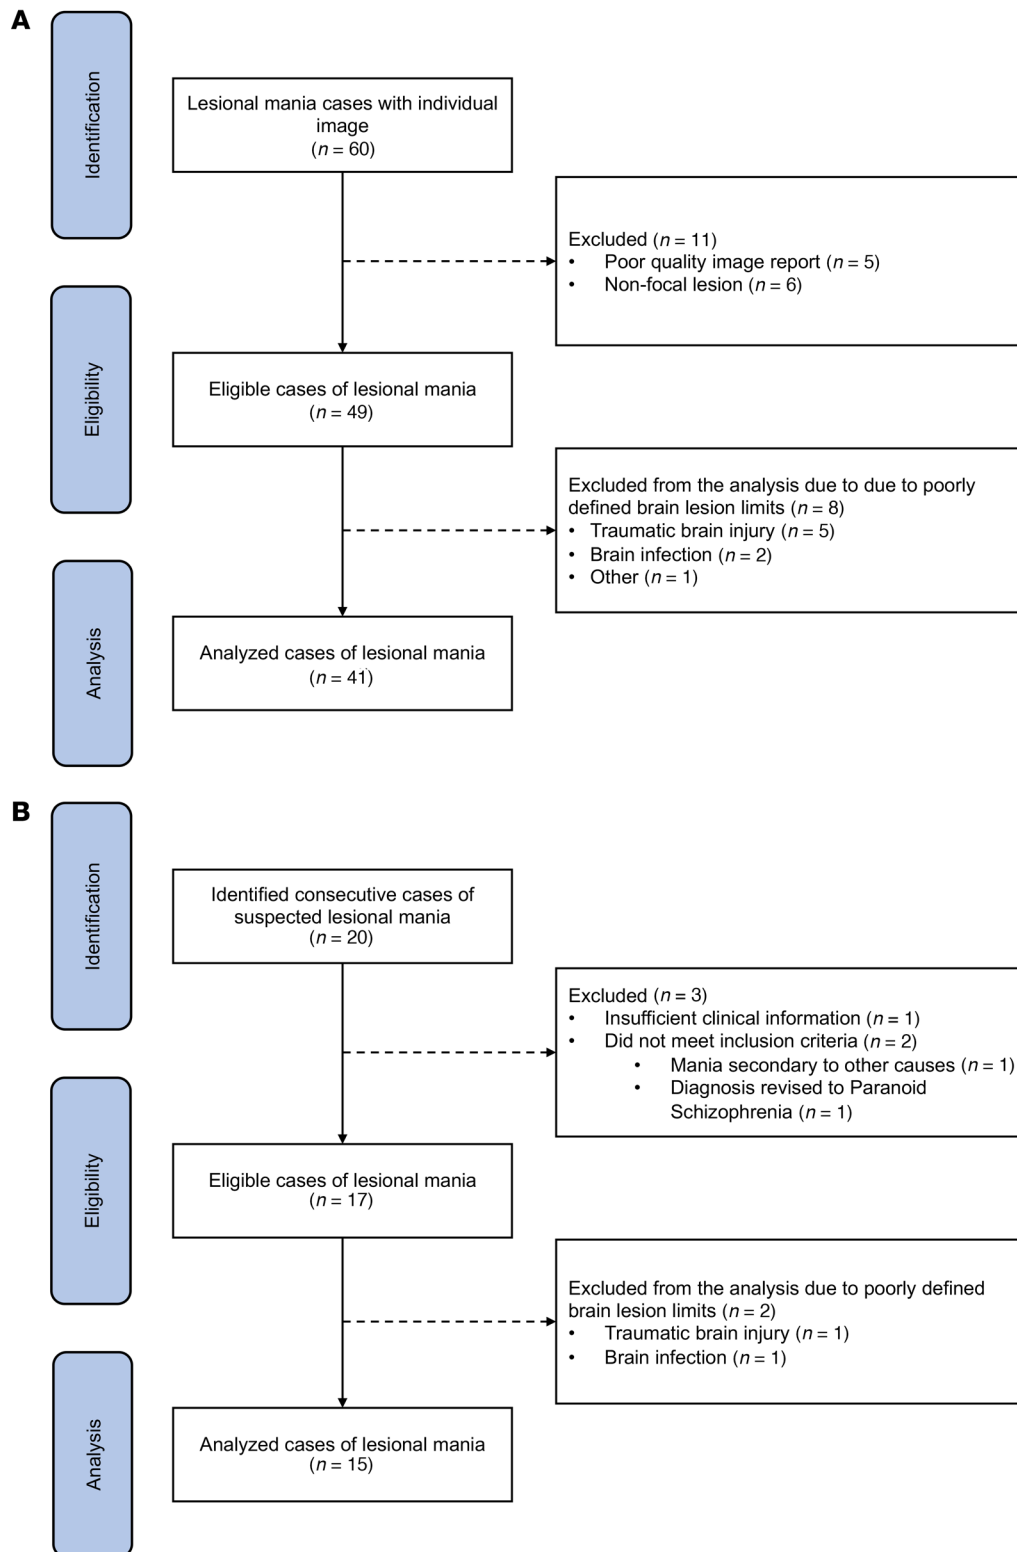 A
Identification
Lesional mania cases with individual
image
(n = 60)
Excluded (n = 11)
• Poor quality image report (n = 5)
• Non-focal lesion (n = 6)
Eligibility
Eligible cases of lesional mania
(n = 49)
Excluded from the analysis due to due to poorly
defined brain lesion limits (n = 8)
• Traumatic brain injury (n = 5)
• Brain infection (n = 2)
• Other (n = 1)
Analysis
Analyzed cases of lesional mania
(n = 41)
B
Identification
Identified consecutive cases of
suspected lesional mania
(n = 20)
Excluded (n = 3)
• Insufficient clinical information (n = 1)
• Did not meet inclusion criteria (n = 2)
• Mania secondary to other causes (n = 1)
• Diagnosis revised to Paranoid
Schizophrenia (n = 1)
Eligibility
Eligible cases of lesional mania
(n = 17)
Excluded from the analysis due to poorly defined
brain lesion limits (n = 2)
• Traumatic brain injury (n = 1)
• Brain infection (n = 1)
Analysis
Analyzed cases of lesional mania
(n = 15)